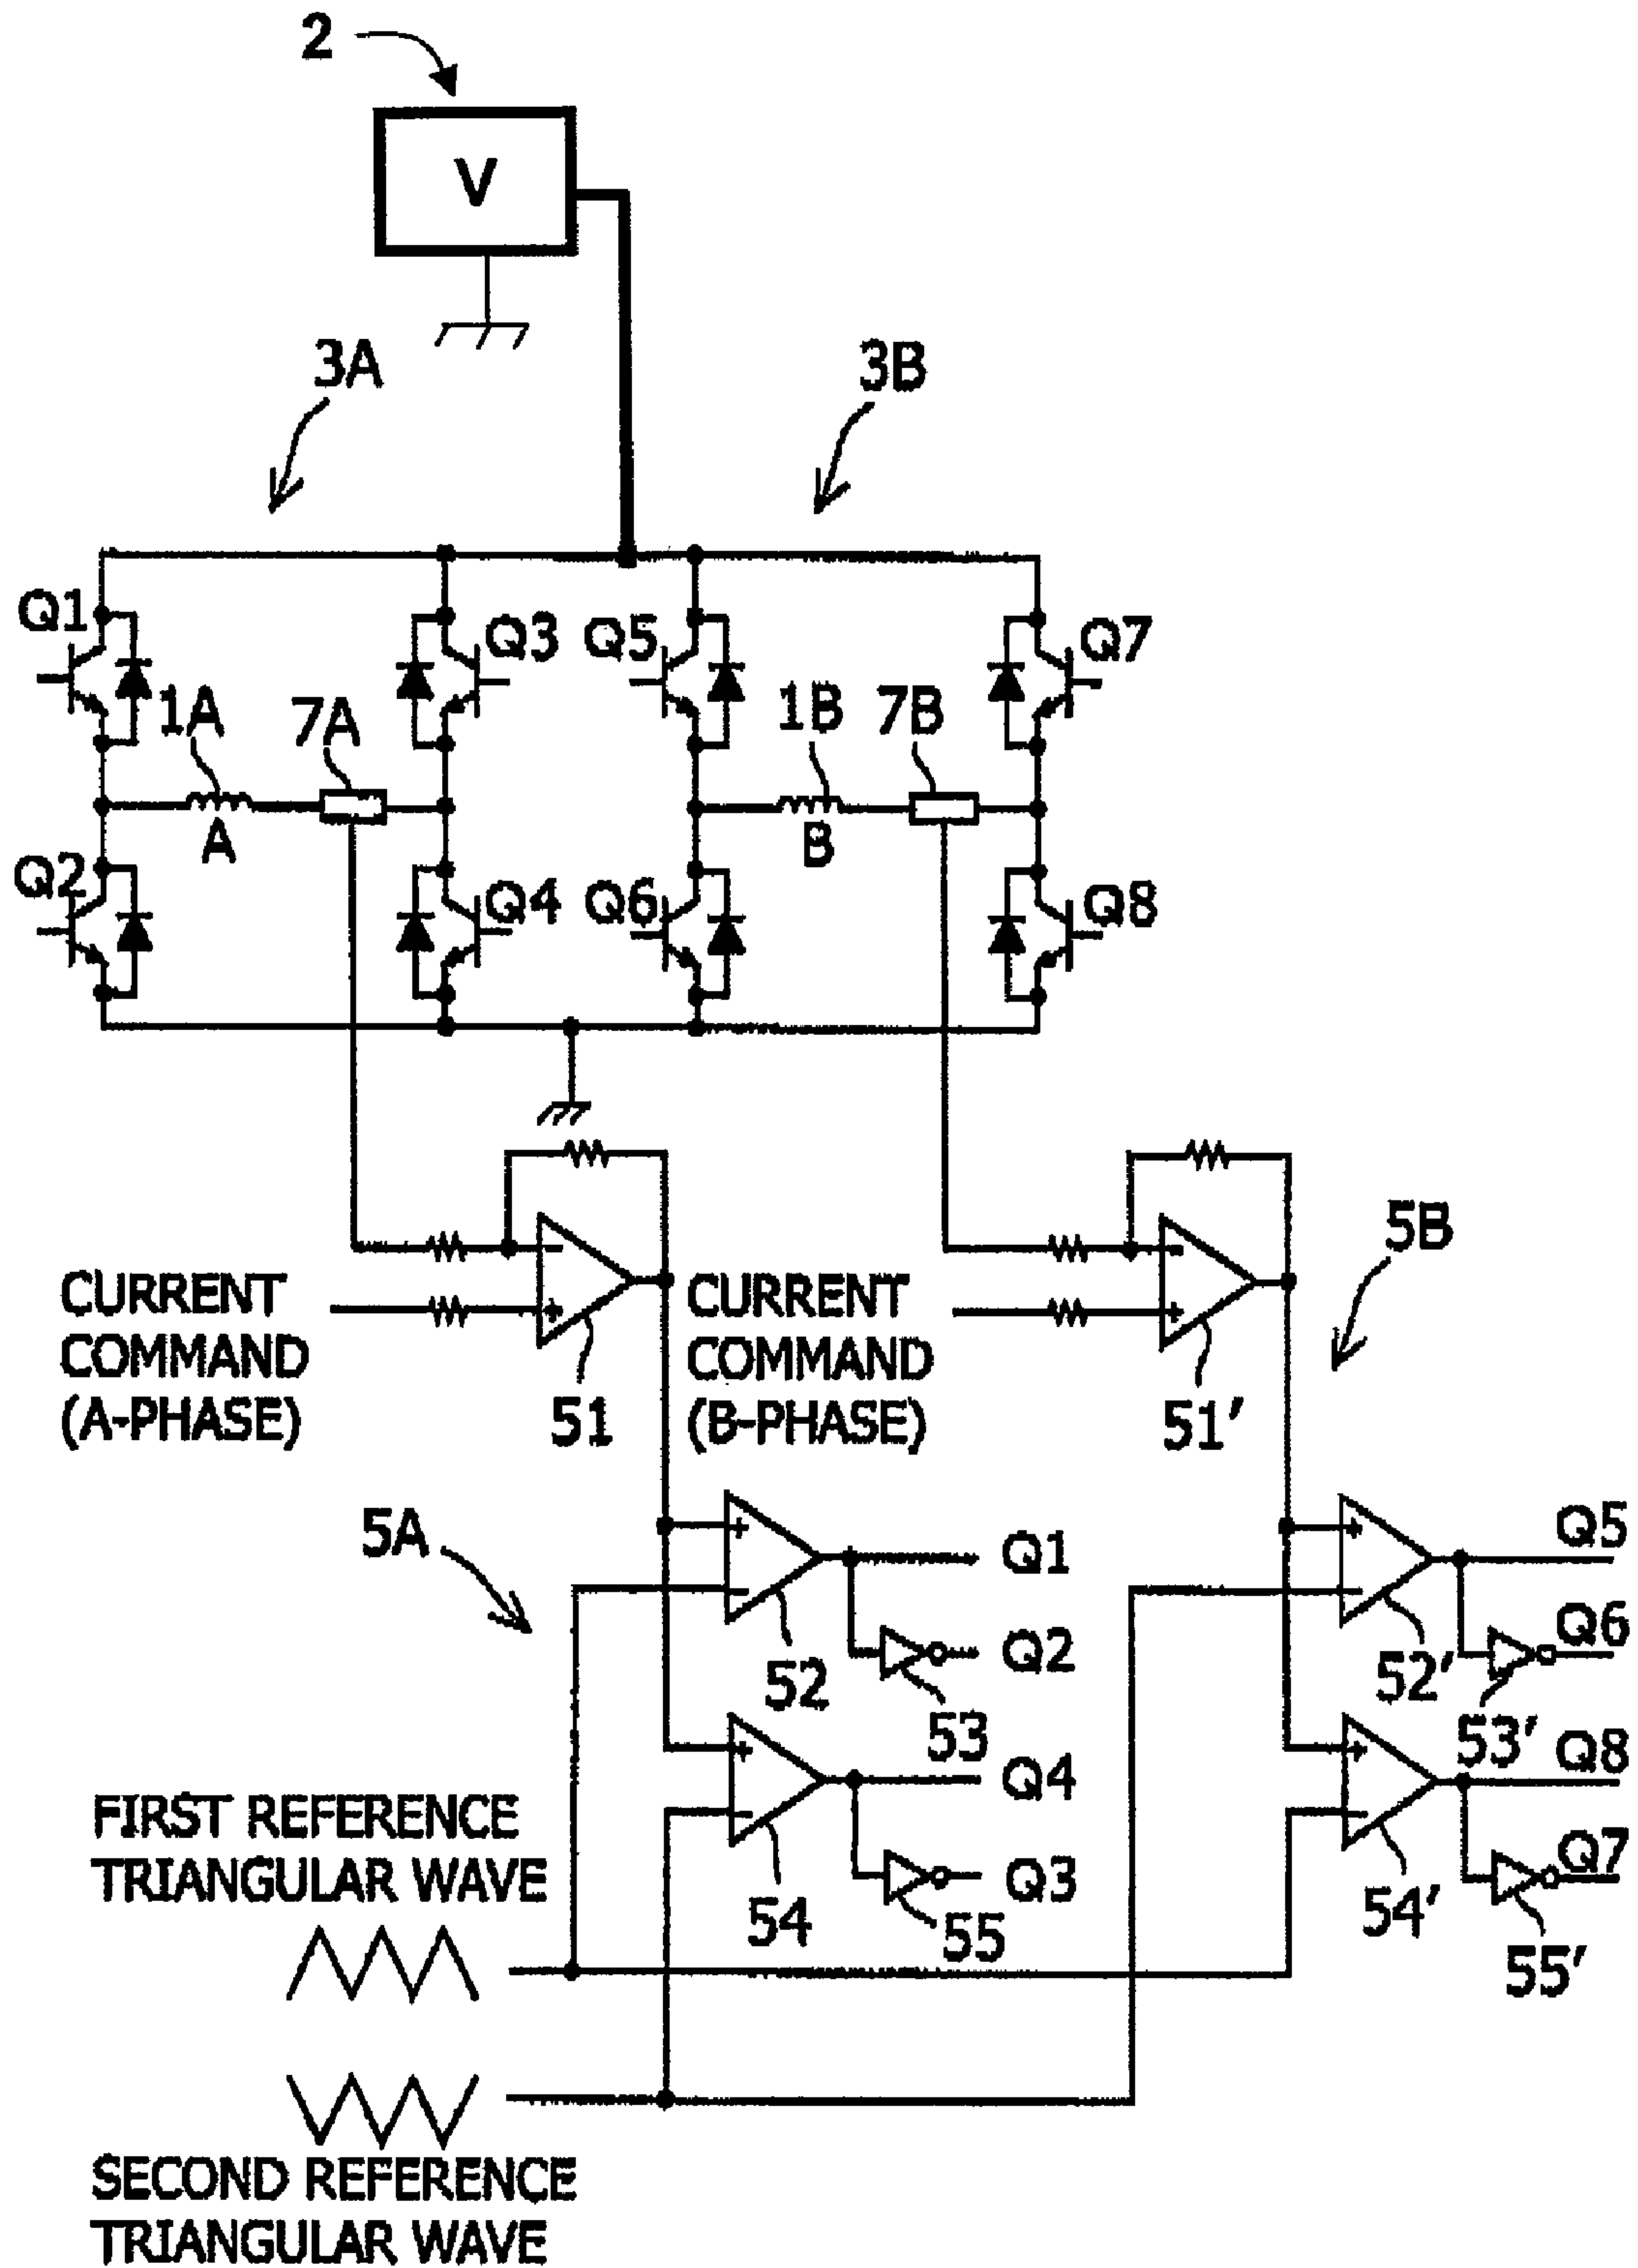 2
V
3A
3B
Q1
Q3
Q5
Q7
1A
7A
1B
7B
A
B
Q2
Q4
Q6
Q8
-
-
+
+
CURRENT
COMMAND
(A-PHASE)
51
CURRENT
COMMAND
(B-PHASE)
51'
5B
5A
+
-
Q1
Q2
52
53
+
-
Q5
Q6
52'
53'
+
-
Q4
Q3
54
55
+
-
Q8
Q7
54'
55'
FIRST REFERENCE
TRIANGULAR WAVE
SECOND REFERENCE
TRIANGULAR WAVE